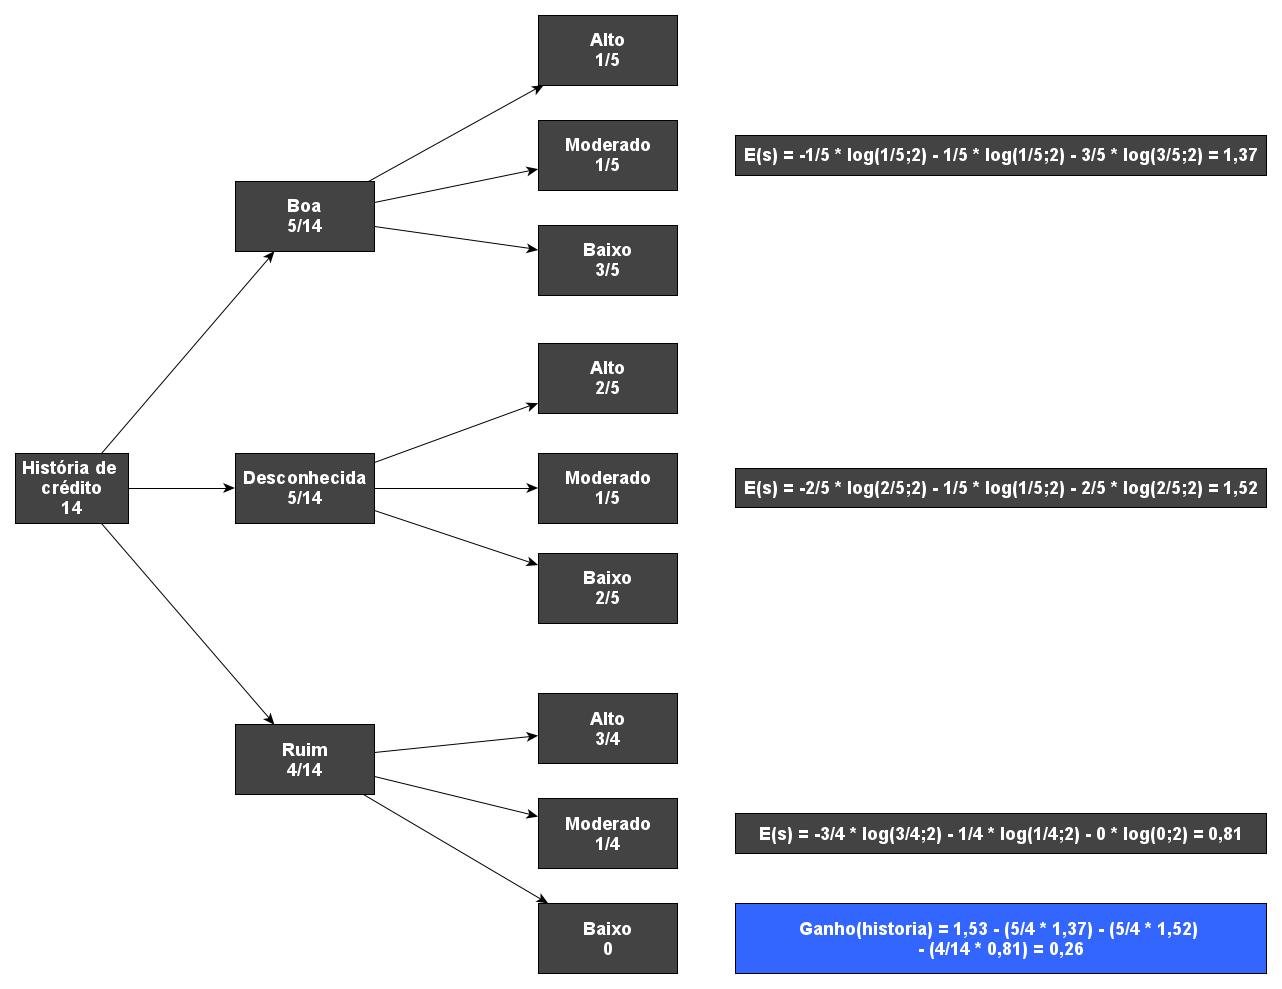 Alto
1/5
Moderado
1/5
E(s) = -1/5 * log(1/5;2) - 1/5 * log(1/5;2) - 3/5 * log(3/5;2) = 1,37
Boa
5/14
Baixo
3/5
Alto
2/5
História de
crédito
14
Desconhecida
5/14
Moderado
1/5
E(s) = -2/5 * log(2/5;2) - 1/5 * log(1/5;2) - 2/5 * log(2/5;2) = 1,52
Baixo
2/5
Alto
3/4
Ruim
4/14
Moderado
1/4
E(s) = -3/4 * log(3/4;2) - 1/4 * log(1/4;2) - 0 * log(0;2) = 0,81
Baixo
0
Ganho(historia) = 1,53 - (5/4 * 1,37) - (5/4 * 1,52)
- (4/14 * 0,81) = 0,26